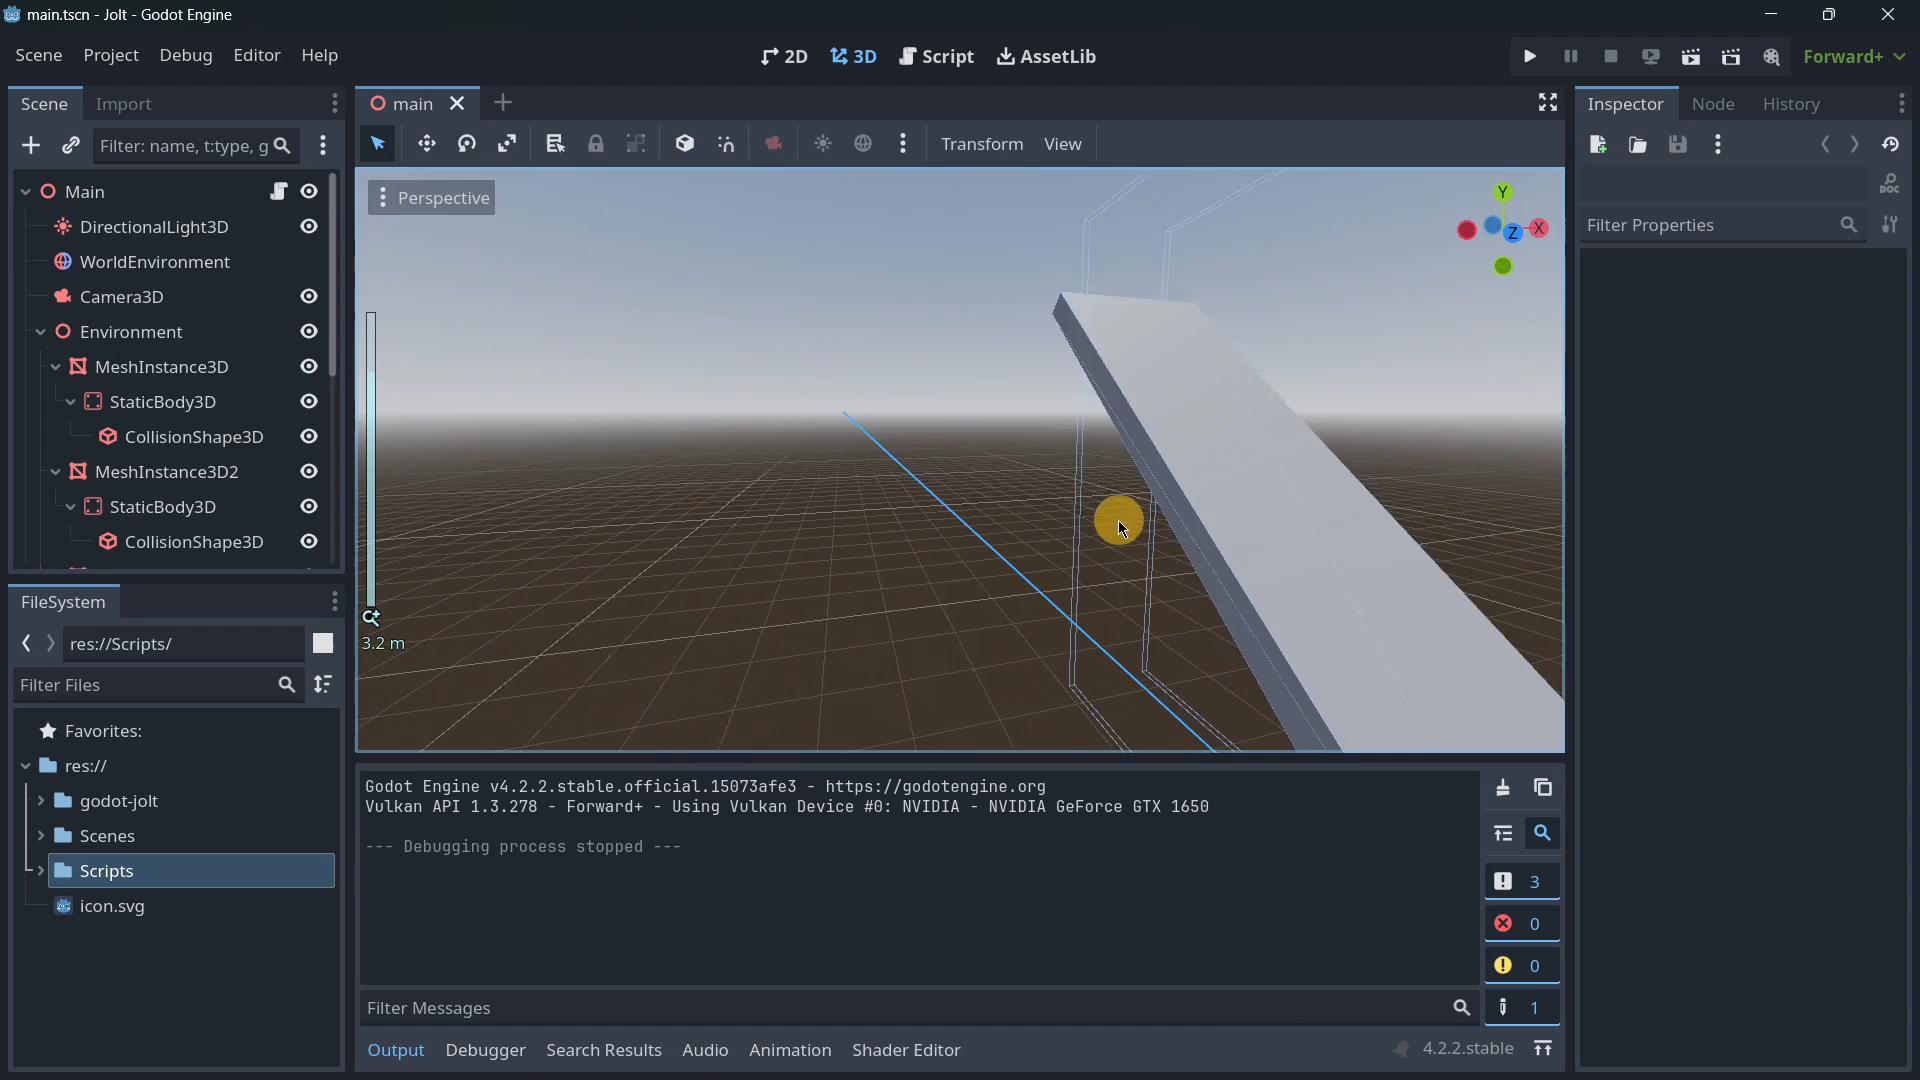 main.tscn - Jolt - Godot Engine
Scene Project Debug Editor Help
2D 3D Script AssetLib
Forward+
Scene Import
main
Inspector Node History
Filter: name, t:type, g
Transform View
Main
Perspective
Y
X
Z
DOC
DirectionalLight3D
Filter Properties
WorldEnvironment
Camera3D
Environment
MeshInstance3D
StaticBody3D
CollisionShape3D
MeshInstance3D2
StaticBody3D
CollisionShape3D
3.2 m
FileSystem
res://Scripts/
Filter Files
Favorites:
res://
godot-jolt
Scenes
Scripts
icon.svg
Godot Engine v4.2.2.stable.official.15073afe3 - https://godotengine.org
Vulkan API 1.3.278 - Forward+ - Using Vulkan Device #0: NVIDIA - NVIDIA GeForce GTX 1650
--- Debugging process stopped ---
3
0
0
1
Filter Messages
Output Debugger Search Results Audio Animation Shader Editor
4.2.2.stable